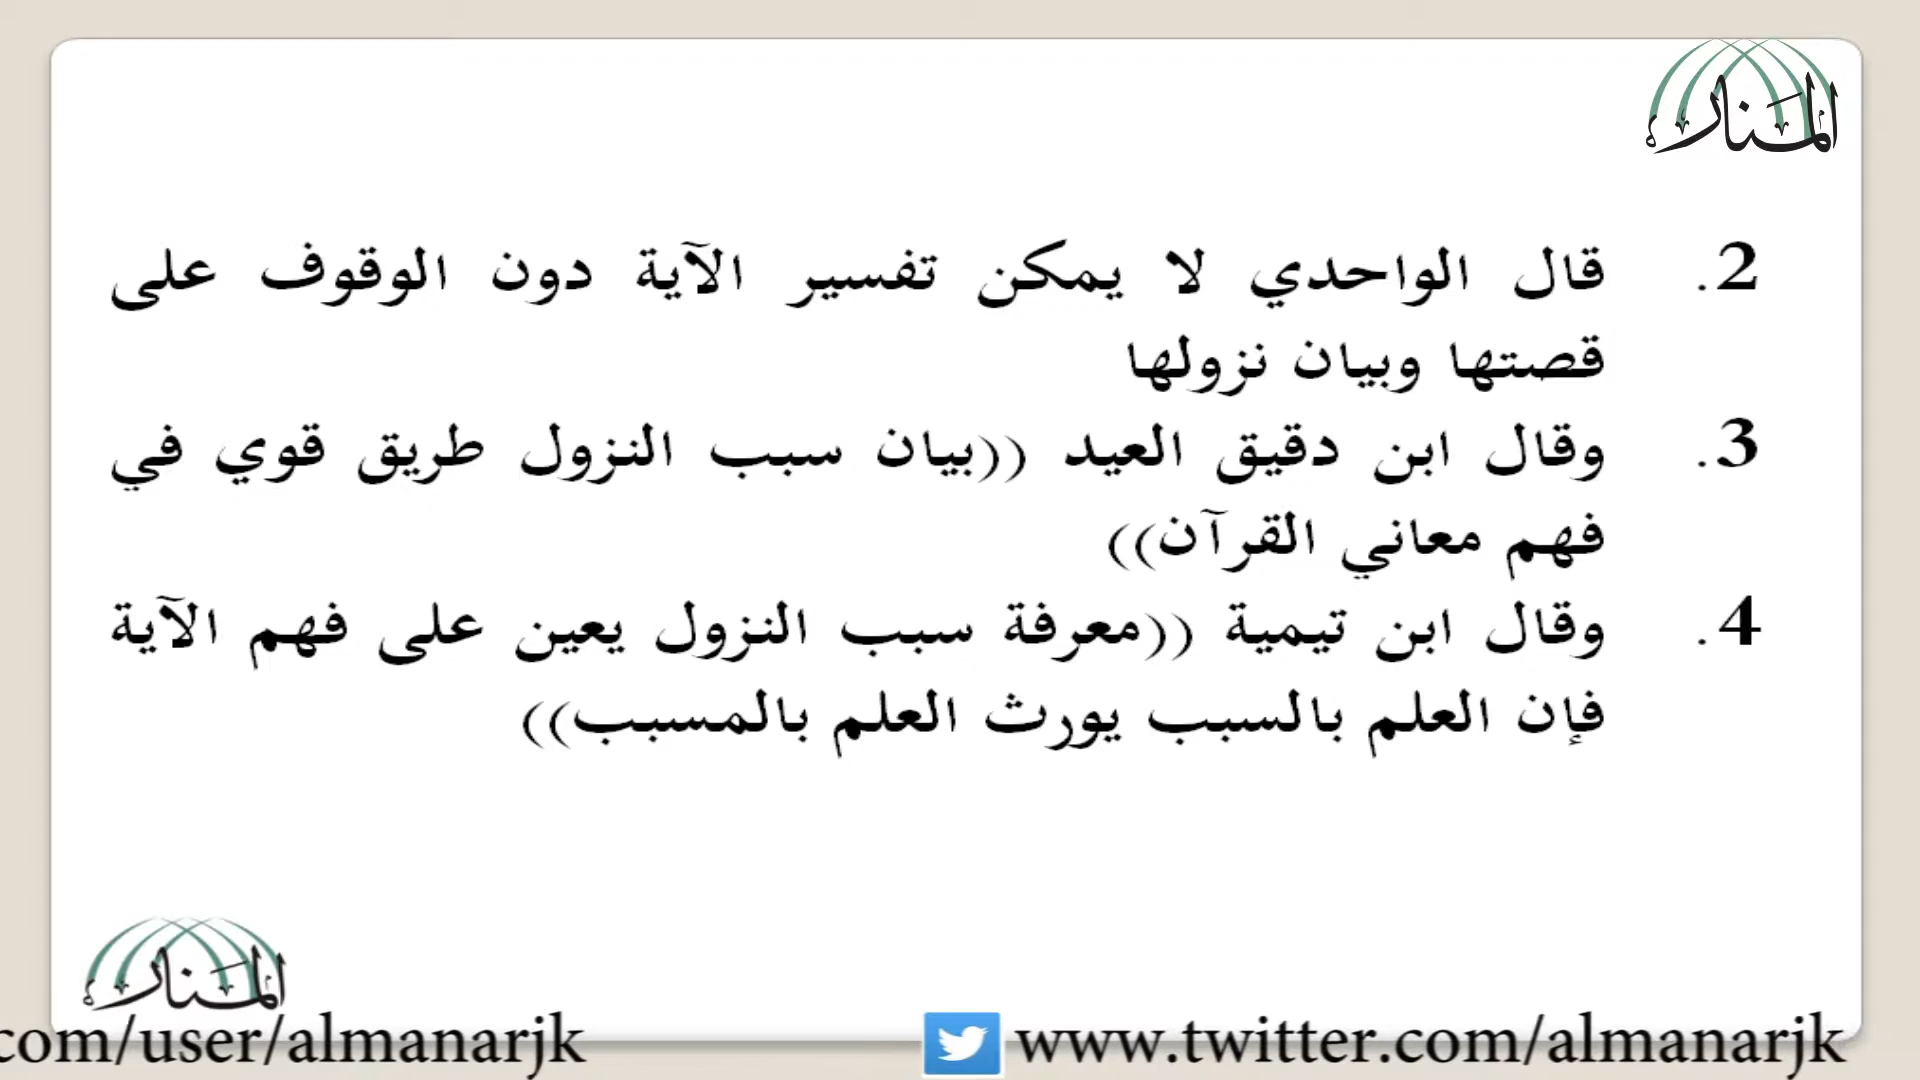 المنار
2. قال الواحدي لا يمكن تفسير الآية دون الوقوف على
قصتها وبيان نزولها
3. وقال ابن دقيق العيد ((بيان سبب النزول طريق قوي في
فهم معاني القرآن))
4. وقال ابن تيمية ((معرفة سبب النزول يعين على فهم الآية
فإن العلم بالسبب يورث العلم بالمسبب))
المنار
com/user/almanarjk
www.twitter.com/almanarjk